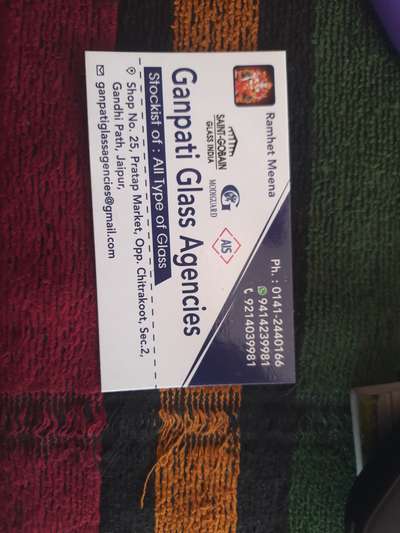 Ramhet Meena
Ph. : 0141-2440166
9414239981
9214039981
SAINT-GOBAIN
GLASS INDIA
MODIGUARD
AIS
Ganpati Glass Agencies
Stockist of : All Type of Glass
Shop No. 25, Pratap Market, Opp. Chitrakoot, Sec.2,
Gandhi Path, Jaipur,
ganpatiglassagencies@gmail.com